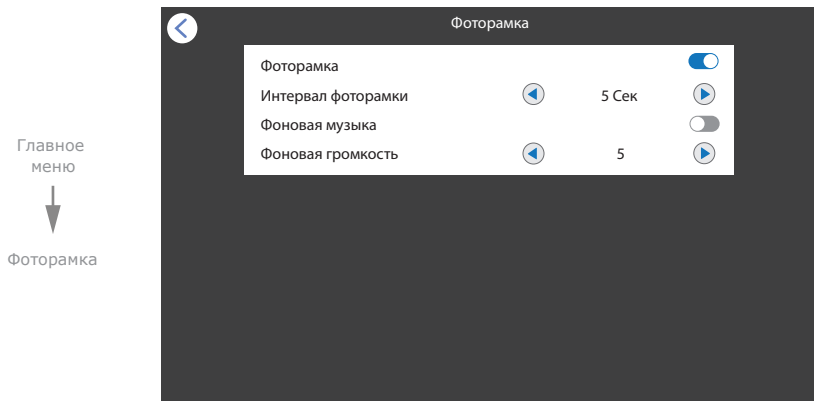 Главное
меню
Фоторамка
Фоторамка
Фоторамка
Интервал фоторамки 5 Сек
Фоновая музыка
Фоновая громкость 5